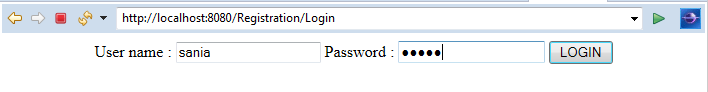 http://localhost:8080/Registration/Login
User name : sania Password : ●●●●● LOGIN